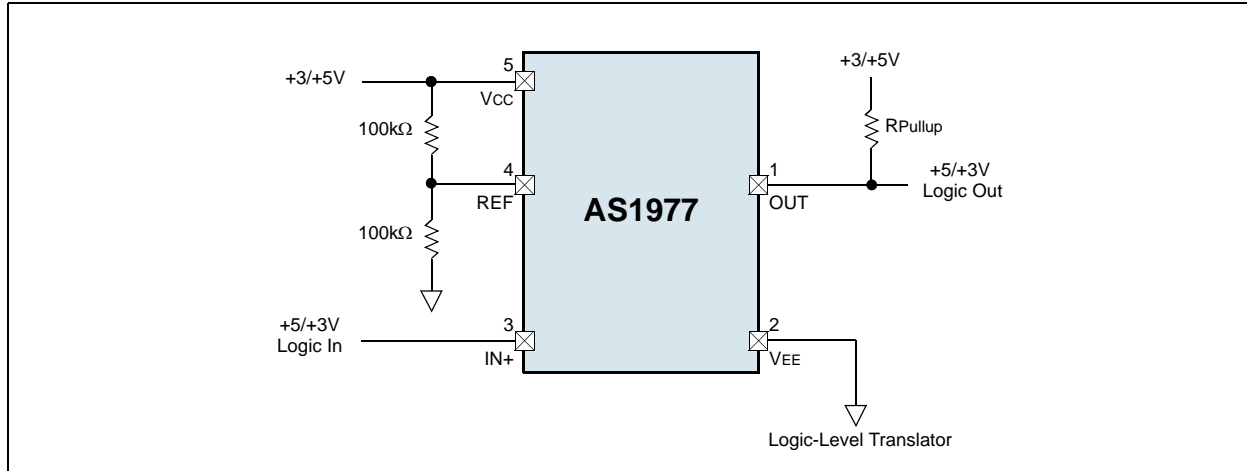 +3/+5V
5
VCC
100kΩ
4
REF
100kΩ
+5/+3V
Logic In
3
IN+
AS1977
+3/+5V
RPullup
1
OUT
+5/+3V
Logic Out
2
VEE
Logic-Level Translator